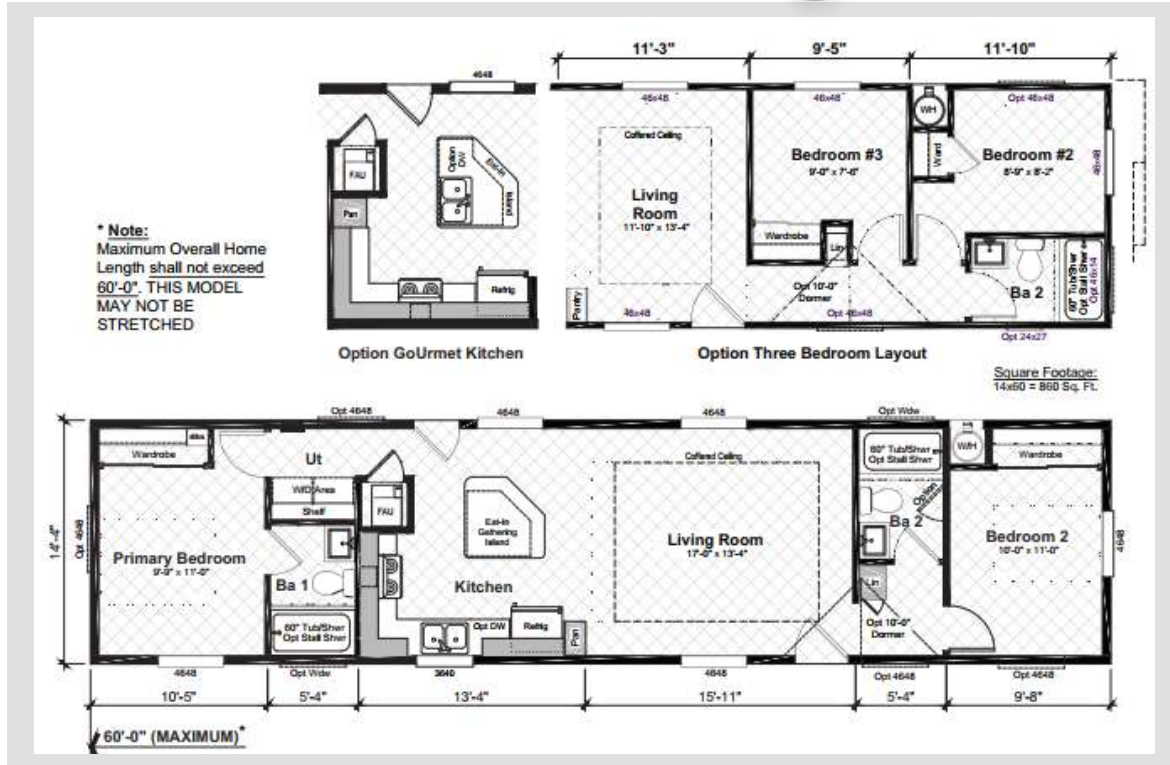 11'-3"
9'-5"
11'-10"
4648
46x48
46x48
Opt 46x48
WH
Coffered Ceiling
Option
DW
Eat-In
Island
FAU
Pan
Refrig
Option GoUrmet Kitchen
* Note:
Maximum Overall Home
Length shall not exceed
60'-0". THIS MODEL
MAY NOT BE
STRETCHED
Living
Room
11'-10" x 13'-4"
Bedroom #3
9'-0" x 7'-6"
Wardrobe
Lin
Ward
Bedroom #2
8'-9" x 8'-2"
46x48
60" Tub/Shwr
Opt Stall Shwr
Opt 46x14
Ba 2
Opt 10'-0"
Dormer
Pantry
46x48
Opt 46x48
Opt 24x27
Option Three Bedroom Layout
Square Footage:
14x60 = 860 Sq. Ft.
Opt 4648
4648
4648
Opt Wdw
14'-4"
Opt 4648
Wardrobe
Ut
W/D Area
Shelf
FAU
Primary Bedroom
9'-9" x 11'-0"
Ba 1
60" Tub/Shwr
Opt Stall Shwr
Eat-In
Gathering
Island
Kitchen
Opt DW
Refrig
Pan
Coffered Ceiling
Living Room
17'-0" x 13'-4"
60" Tub/Shwr
Opt Stall Shwr
Option
Ba 2
Lin
Opt 10'-0"
Dormer
W/H
Wardrobe
Bedroom 2
10'-0" x 11'-0"
4648
4648
Opt Wdw
3640
4648
Opt 4648
Opt 4648
10'-5"
5'-4"
13'-4"
15'-11"
5'-4"
9'-8"
60'-0" (MAXIMUM)*